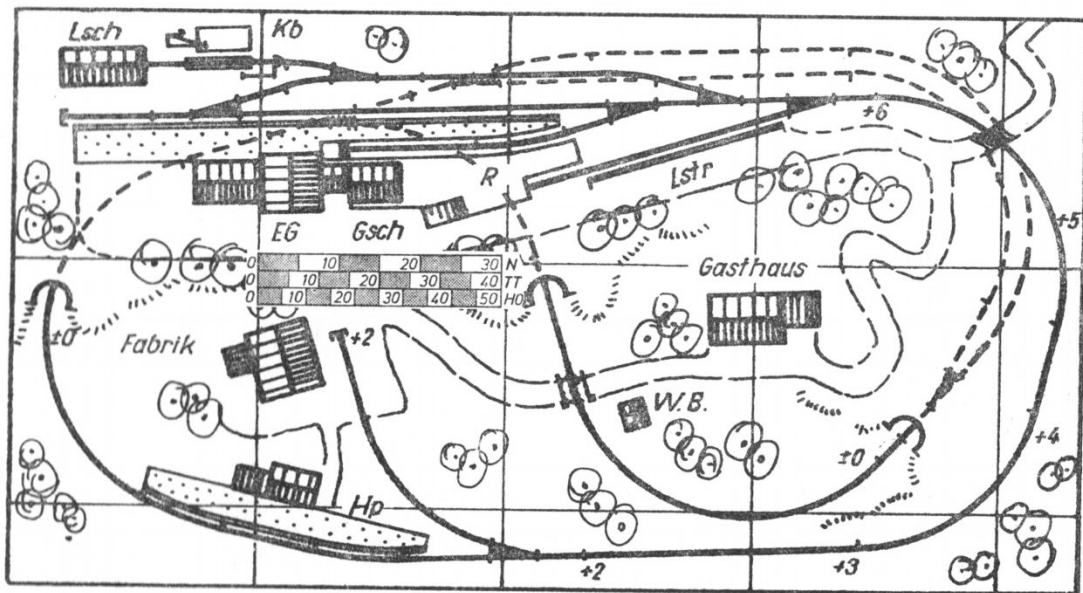 Lsch
Kb
+6
R
Lstr
+5
EG
Gsch
0 10 20 30 N
0 10 20 30 40 TT
0 10 20 30 40 50 H0
Gasthaus
±0
Fabrik
+2
W.B.
±0
+4
Hp
+2
+3